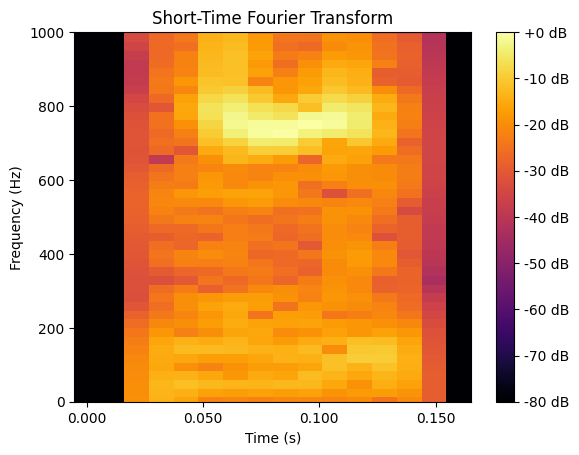 Short-Time Fourier Transform
1000
800
600
400
200
0
Frequency (Hz)
0.000
0.050
0.100
0.150
Time (s)
+0 dB
-10 dB
-20 dB
-30 dB
-40 dB
-50 dB
-60 dB
-70 dB
-80 dB